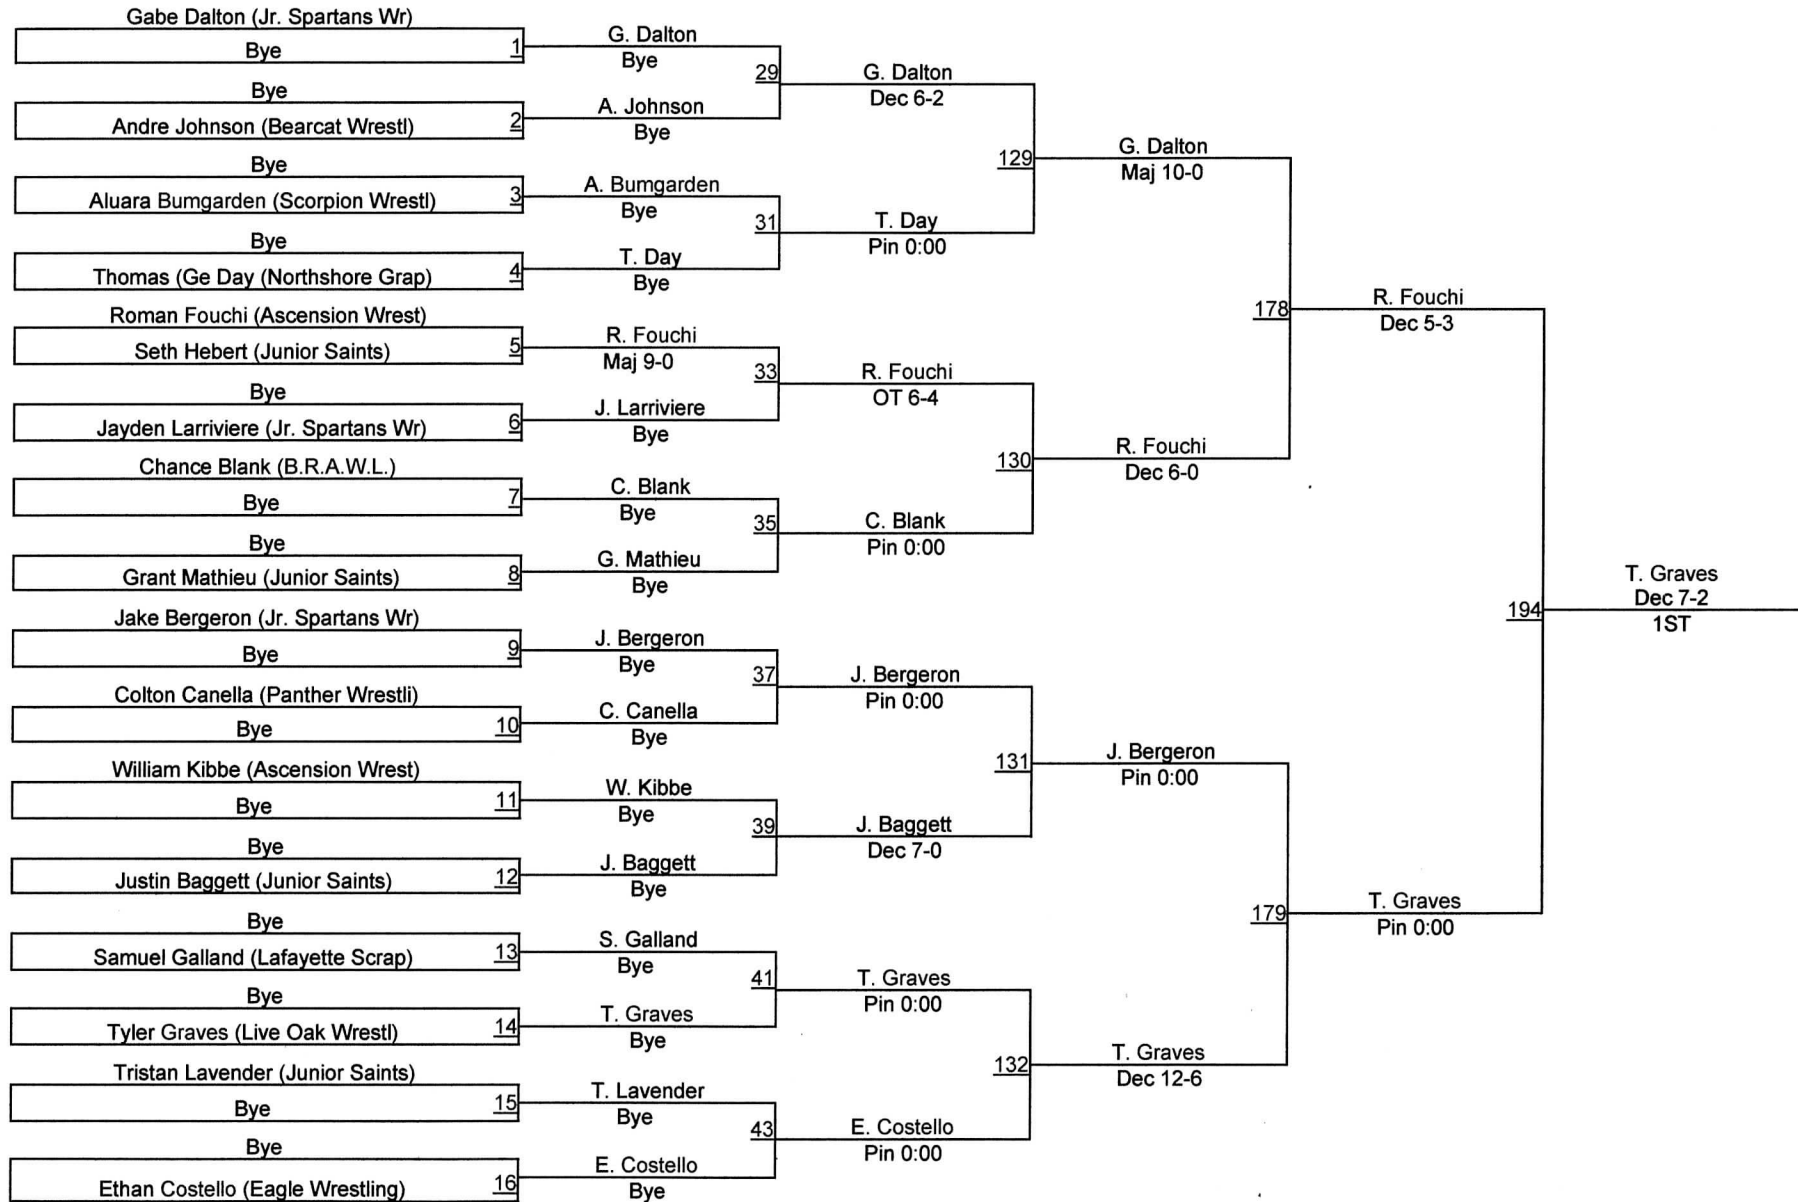 Gabe Dalton (Jr. Spartans Wr)
Bye 1
Bye
Andre Johnson (Bearcat Wrestl) 2
Bye
Aluara Bumgarden (Scorpion Wrestl) 3
Bye
Thomas (Ge Day (Northshore Grap) 4
Roman Fouchi (Ascension Wrest)
Seth Hebert (Junior Saints) 5
Bye
Jayden Larriviere (Jr. Spartans Wr) 6
Chance Blank (B.R.A.W.L.)
Bye 7
Bye
Grant Mathieu (Junior Saints) 8
Jake Bergeron (Jr. Spartans Wr)
Bye 9
Colton Canella (Panther Wrestli)
Bye 10
William Kibbe (Ascension Wrest)
Bye 11
Bye
Justin Baggett (Junior Saints) 12
Bye
Samuel Galland (Lafayette Scrap) 13
Bye
Tyler Graves (Live Oak Wrestl) 14
Tristan Lavender (Junior Saints)
Bye 15
Bye
Ethan Costello (Eagle Wrestling) 16
G. Dalton
Bye
29
A. Johnson
Bye
A. Bumgarden
Bye
31
T. Day
Bye
R. Fouchi
Maj 9-0
33
J. Larriviere
Bye
C. Blank
Bye
35
G. Mathieu
Bye
J. Bergeron
Bye
37
C. Canella
Bye
W. Kibbe
Bye
39
J. Baggett
Bye
S. Galland
Bye
41
T. Graves
Bye
T. Lavender
Bye
43
E. Costello
Bye
G. Dalton
Dec 6-2
129
T. Day
Pin 0:00
R. Fouchi
OT 6-4
130
C. Blank
Pin 0:00
J. Bergeron
Pin 0:00
131
J. Baggett
Dec 7-0
T. Graves
Pin 0:00
132
E. Costello
Pin 0:00
G. Dalton
Maj 10-0
178
R. Fouchi
Dec 6-0
J. Bergeron
Pin 0:00
179
T. Graves
Dec 12-6
R. Fouchi
Dec 5-3
194
T. Graves
Pin 0:00
T. Graves
Dec 7-2
1ST